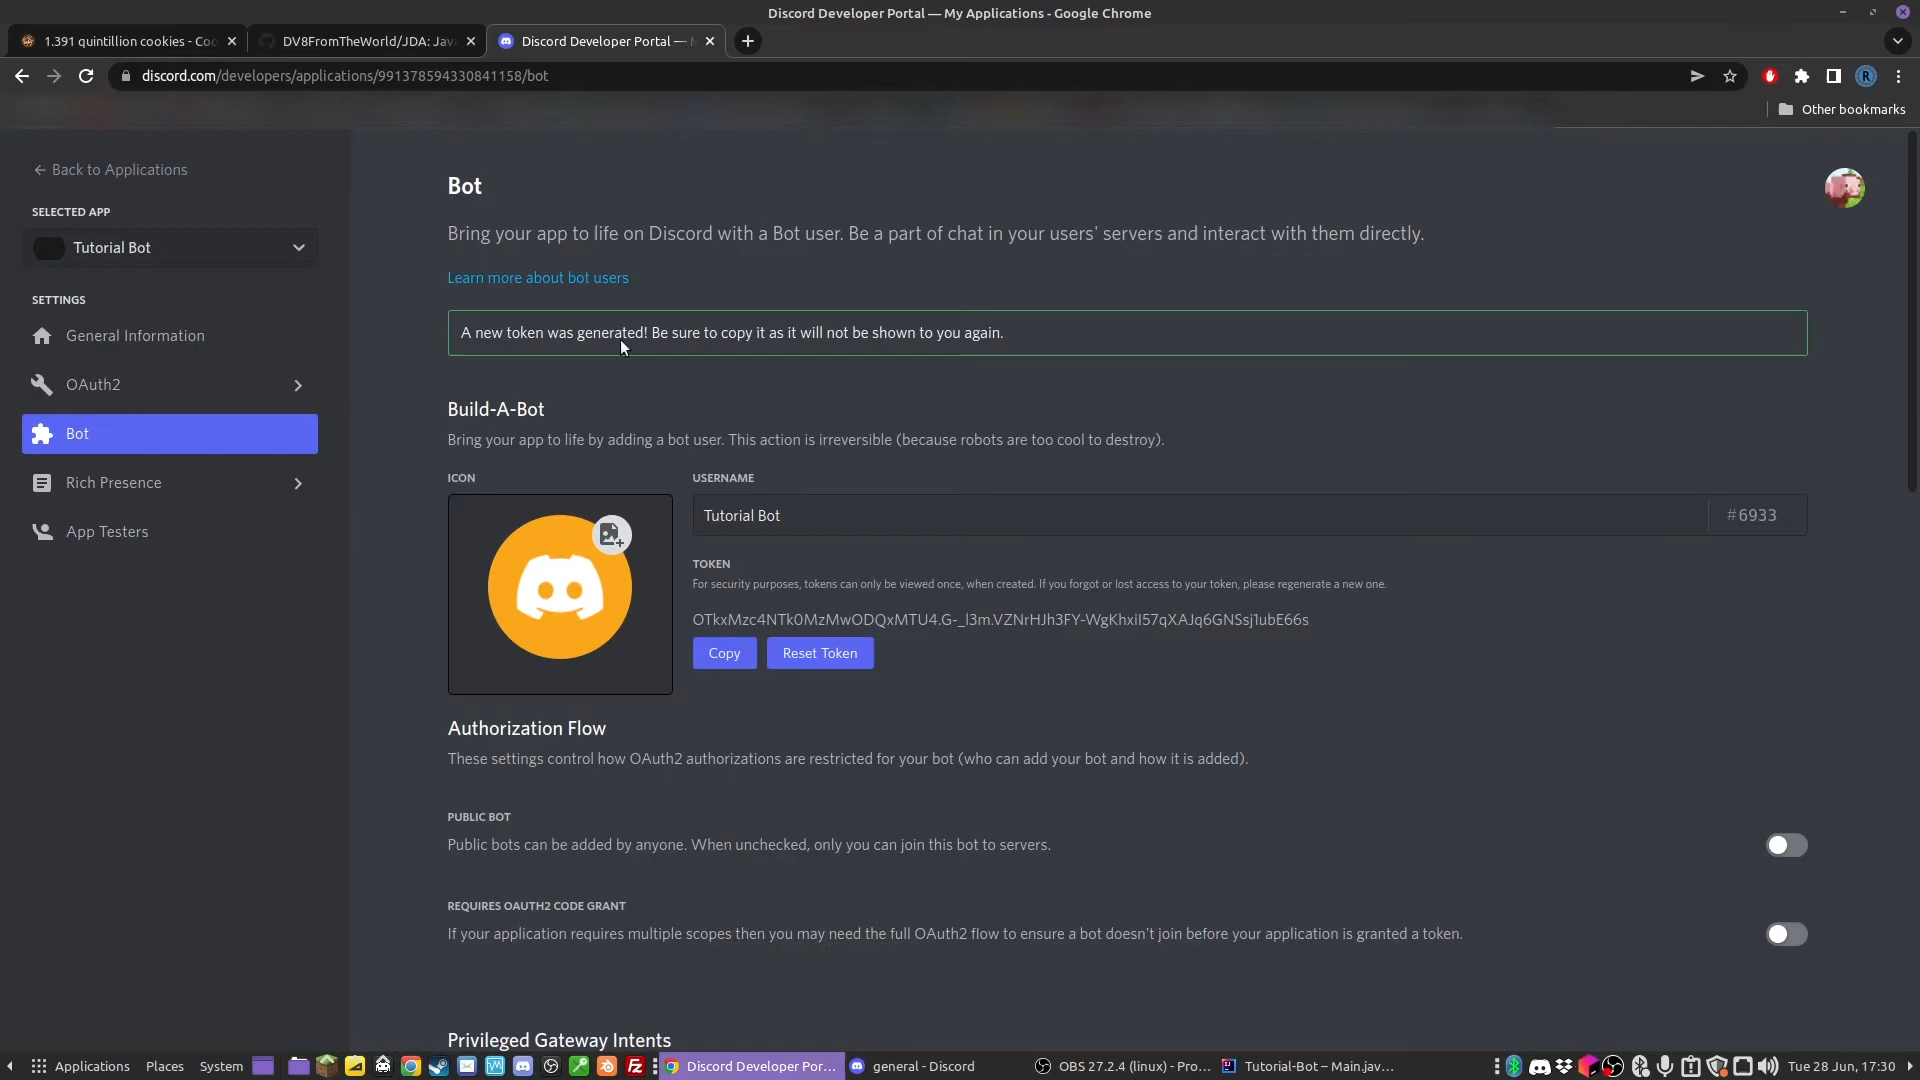 Discord Developer Portal — My Applications - Google Chrome
1.391 quintillion cookies - Coo
DV8FromTheWorld/JDA: Jav
Discord Developer Portal —
discord.com/developers/applications/991378594330841158/bot
R
Other bookmarks
← Back to Applications
SELECTED APP
Tutorial Bot
SETTINGS
General Information
OAuth2
Bot
Rich Presence
App Testers
Bot
Bring your app to life on Discord with a Bot user. Be a part of chat in your users' servers and interact with them directly.
Learn more about bot users
A new token was generated! Be sure to copy it as it will not be shown to you again.
Build-A-Bot
Bring your app to life by adding a bot user. This action is irreversible (because robots are too cool to destroy).
ICON
USERNAME
Tutorial Bot
#6933
TOKEN
For security purposes, tokens can only be viewed once, when created. If you forgot or lost access to your token, please regenerate a new one.
OTkxMzc4NTk0MzMwODQxMTU4.G-_l3m.VZNrHJh3FY-WgKhxiI57qXAJq6GNSsj1ubE66s
Copy
Reset Token
Authorization Flow
These settings control how OAuth2 authorizations are restricted for your bot (who can add your bot and how it is added).
PUBLIC BOT
Public bots can be added by anyone. When unchecked, only you can join this bot to servers.
REQUIRES OAUTH2 CODE GRANT
If your application requires multiple scopes then you may need the full OAuth2 flow to ensure a bot doesn't join before your application is granted a token.
Privileged Gateway Intents
Applications Places System Discord Developer Por... general - Discord OBS 27.2.4 (linux) - Pro... Tutorial-Bot – Main.jav... Tue 28 Jun, 17:30